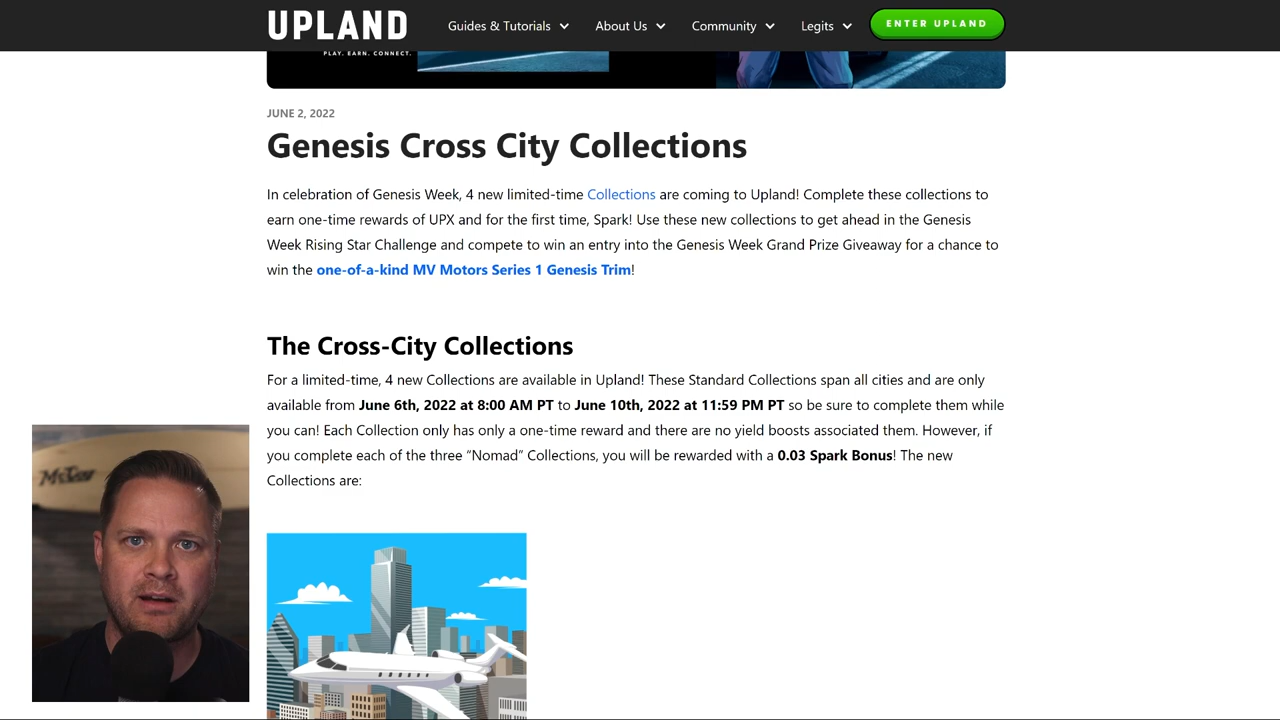 UPLAND
PLAY. EARN. CONNECT.
Guides & Tutorials
About Us
Community
Legits
ENTER UPLAND
JUNE 2, 2022
Genesis Cross City Collections
In celebration of Genesis Week, 4 new limited-time Collections are coming to Upland! Complete these collections to
earn one-time rewards of UPX and for the first time, Spark! Use these new collections to get ahead in the Genesis
Week Rising Star Challenge and compete to win an entry into the Genesis Week Grand Prize Giveaway for a chance to
win the one-of-a-kind MV Motors Series 1 Genesis Trim!
The Cross-City Collections
For a limited-time, 4 new Collections are available in Upland! These Standard Collections span all cities and are only
available from June 6th, 2022 at 8:00 AM PT to June 10th, 2022 at 11:59 PM PT so be sure to complete them while
you can! Each Collection only has only a one-time reward and there are no yield boosts associated them. However, if
you complete each of the three “Nomad” Collections, you will be rewarded with a 0.03 Spark Bonus! The new
Collections are: